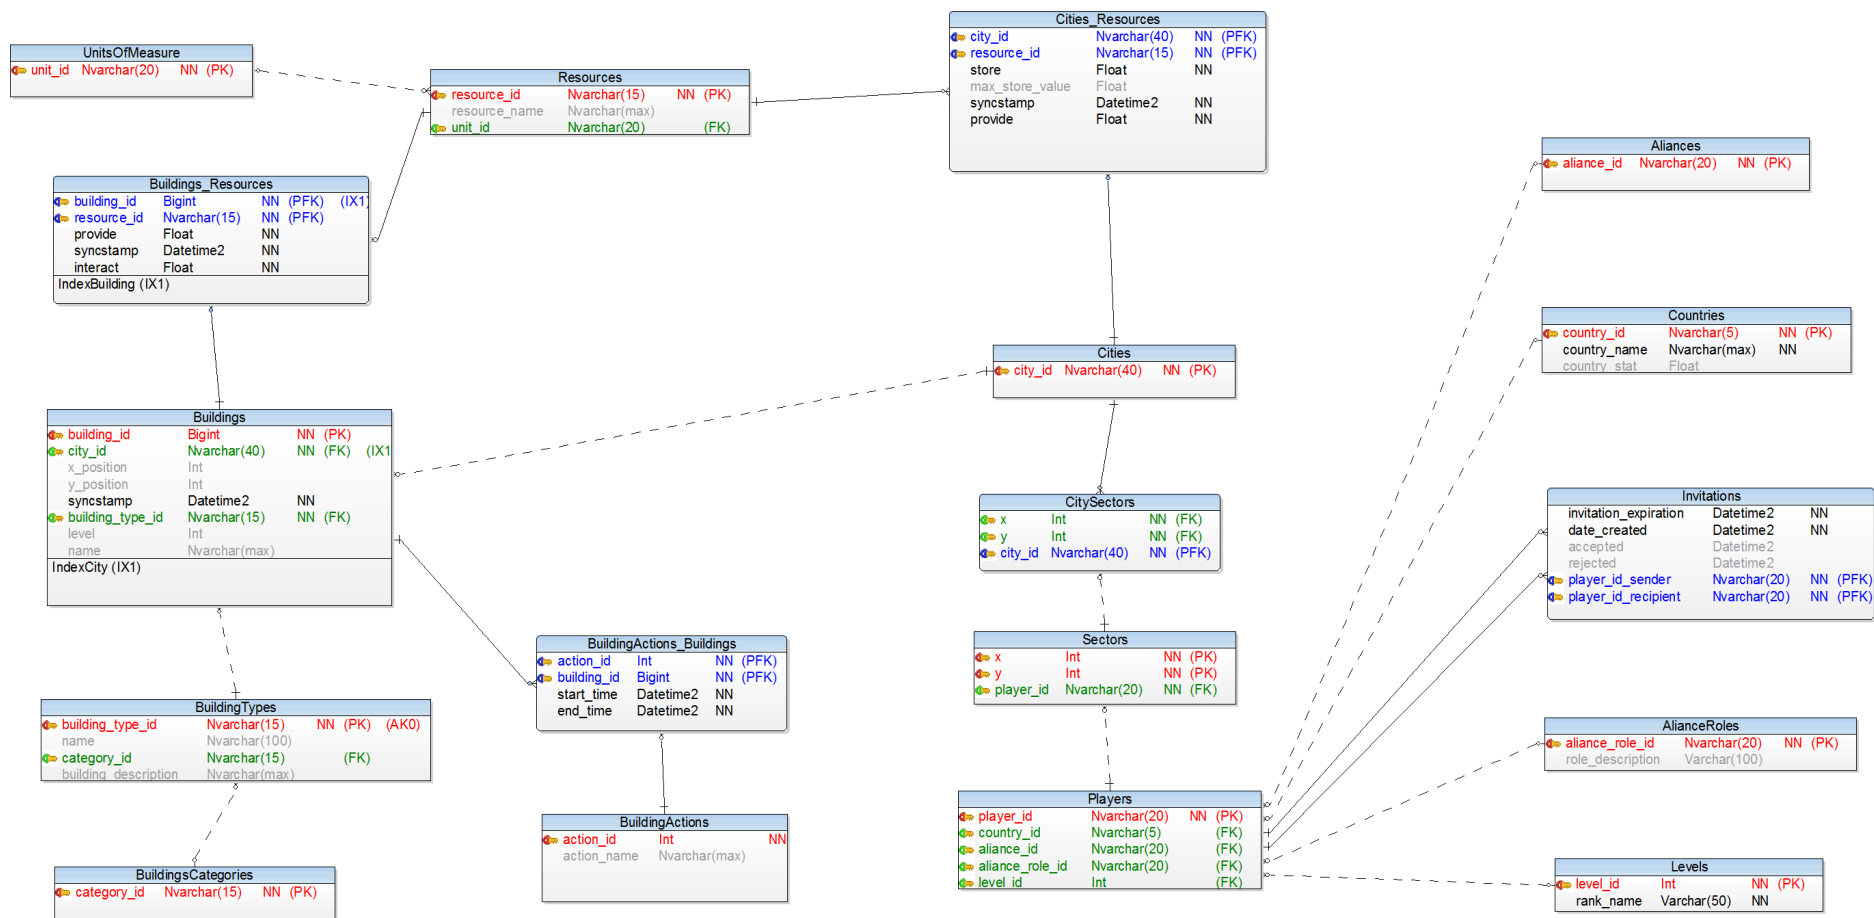 UnitsOfMeasure
unit_id Nvarchar(20) NN (PK)
Resources
resource_id Nvarchar(15) NN (PK)
resource_name Nvarchar(max)
unit_id Nvarchar(20) (FK)
Cities_Resources
city_id Nvarchar(40) NN (PFK)
resource_id Nvarchar(15) NN (PFK)
store Float NN
max_store_value Float
syncstamp Datetime2 NN
provide Float NN
Aliances
aliance_id Nvarchar(20) NN (PK)
Buildings_Resources
building_id Bigint NN (PFK) (IX1)
resource_id Nvarchar(15) NN (PFK)
provide Float NN
syncstamp Datetime2 NN
interact Float NN
IndexBuilding (IX1)
Countries
country_id Nvarchar(5) NN (PK)
country_name Nvarchar(max) NN
country_stat Float
Cities
city_id Nvarchar(40) NN (PK)
Buildings
building_id Bigint NN (PK)
city_id Nvarchar(40) NN (FK) (IX1
x_position Int
y_position Int
syncstamp Datetime2 NN
building_type_id Nvarchar(15) NN (FK)
level Int
name Nvarchar(max)
IndexCity (IX1)
CitySectors
x Int NN (FK)
y Int NN (FK)
city_id Nvarchar(40) NN (PFK)
Invitations
invitation_expiration Datetime2 NN
date_created Datetime2 NN
accepted Datetime2
rejected Datetime2
player_id_sender Nvarchar(20) NN (PFK)
player_id_recipient Nvarchar(20) NN (PFK)
BuildingActions_Buildings
action_id Int NN (PFK)
building_id Bigint NN (PFK)
start_time Datetime2 NN
end_time Datetime2 NN
Sectors
x Int NN (PK)
y Int NN (PK)
player_id Nvarchar(20) NN (FK)
BuildingTypes
building_type_id Nvarchar(15) NN (PK) (AK0)
name Nvarchar(100)
category_id Nvarchar(15) (FK)
building_description Nvarchar(max)
AlianceRoles
aliance_role_id Nvarchar(20) NN (PK)
role_description Varchar(100)
Players
player_id Nvarchar(20) NN (PK)
country_id Nvarchar(5) (FK)
aliance_id Nvarchar(20) (FK)
aliance_role_id Nvarchar(20) (FK)
level_id Int (FK)
BuildingActions
action_id Int NN
action_name Nvarchar(max)
BuildingsCategories
category_id Nvarchar(15) NN (PK)
Levels
level_id Int NN (PK)
rank_name Varchar(50) NN